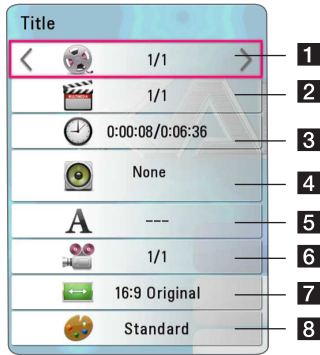 Title
1/1 1
1/1 2
0:00:08/0:06:36 3
None 4
A --- 5
1/1 6
16:9 Original 7
Standard 8